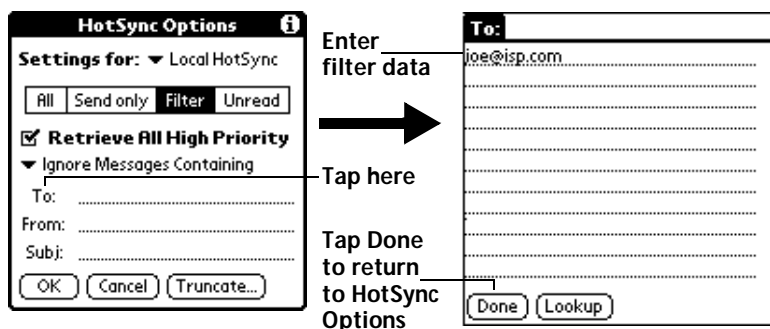 HotSync Options
Settings for: Local HotSync
All Send only Filter Unread
Retrieve All High Priority
Ignore Messages Containing
To:
From:
Subj:
OK Cancel Truncate...
Enter
filter data
Tap here
Tap Done
to return
to HotSync
Options
To:
joe@isp.com
Done Lookup